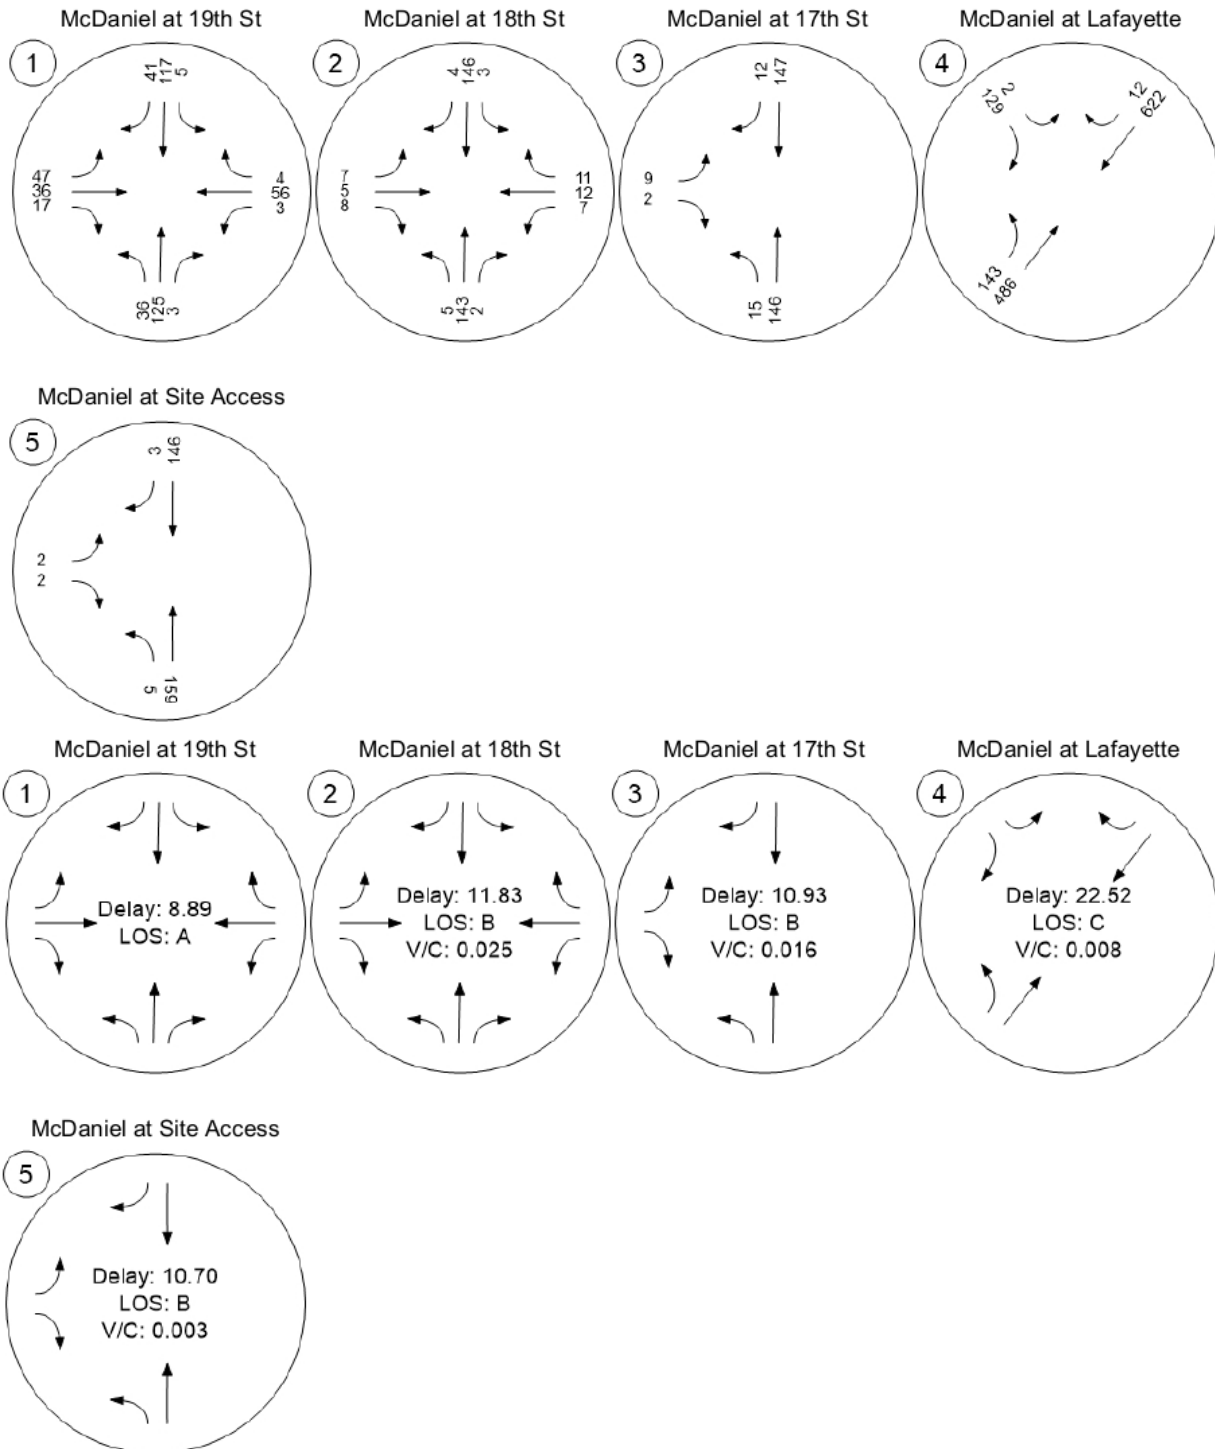 McDaniel at 19th St
1
41
117
5
47
36
17
4
56
3
36
125
3
McDaniel at 18th St
2
4
146
3
7
5
8
11
12
7
5
143
2
McDaniel at 17th St
3
12
147
9
2
15
146
McDaniel at Lafayette
4
2
129
12
622
143
486
McDaniel at Site Access
5
3
146
2
2
5
159
McDaniel at 19th St
1
Delay: 8.89
LOS: A
McDaniel at 18th St
2
Delay: 11.83
LOS: B
V/C: 0.025
McDaniel at 17th St
3
Delay: 10.93
LOS: B
V/C: 0.016
McDaniel at Lafayette
4
Delay: 22.52
LOS: C
V/C: 0.008
McDaniel at Site Access
5
Delay: 10.70
LOS: B
V/C: 0.003